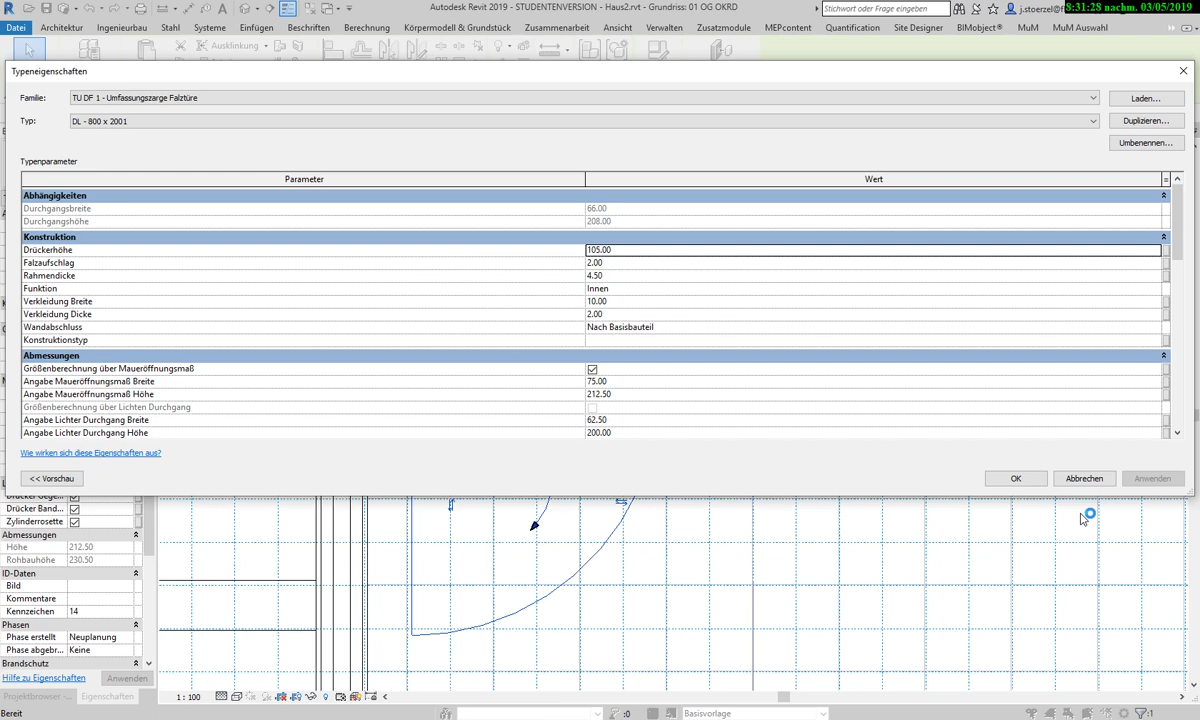 Autodesk Revit 2019 - STUDENTENVERSION - Haus2.rvt - Grundriss: 01 OG OKRD
Stichwort oder Frage eingeben
j.stoerzel@f
8:31:28 nachm. 03/05/2019
Datei Architektur Ingenieurbau Stahl Systeme Einfügen Beschriften Berechnung Körpermodell & Grundstück Zusammenarbeit Ansicht Verwalten Zusatzmodule MEPcontent Quantification Site Designer BIMobject® MuM MuM Auswahl
Ausklinkung
Typeneigenschaften
Familie: TU DF 1 - Umfassungszarge Falztüre Laden...
Typ: DL - 800 x 2001 Duplizieren...
Umbenennen...
Typenparameter
Parameter Wert =
Abhängigkeiten
Durchgangsbreite 66.00
Durchgangshöhe 208.00
Konstruktion
Drückerhöhe 105.00
Falzaufschlag 2.00
Rahmendicke 4.50
Funktion Innen
Verkleidung Breite 10.00
Verkleidung Dicke 2.00
Wandabschluss Nach Basisbauteil
Konstruktionstyp
Abmessungen
Größenberechnung über Maueröffnungsmaß
Angabe Maueröffnungsmaß Breite 75.00
Angabe Maueröffnungsmaß Höhe 212.50
Größenberechnung über Lichten Durchgang
Angabe Lichter Durchgang Breite 62.50
Angabe Lichter Durchgang Höhe 200.00
Wie wirken sich diese Eigenschaften aus?
<< Vorschau OK Abbrechen Anwenden
Drücker Gege...
Drücker Band...
Zylinderrosette
Abmessungen
Höhe 212.50
Rohbauhöhe 230.50
ID-Daten
Bild
Kommentare
Kennzeichen 14
Phasen
Phase erstellt Neuplanung
Phase abgebr... Keine
Brandschutz
Hilfe zu Eigenschaften Anwenden
Projektbrowser -... Eigenschaften
1 : 100
Bereit
:0
Basisvorlage
:1